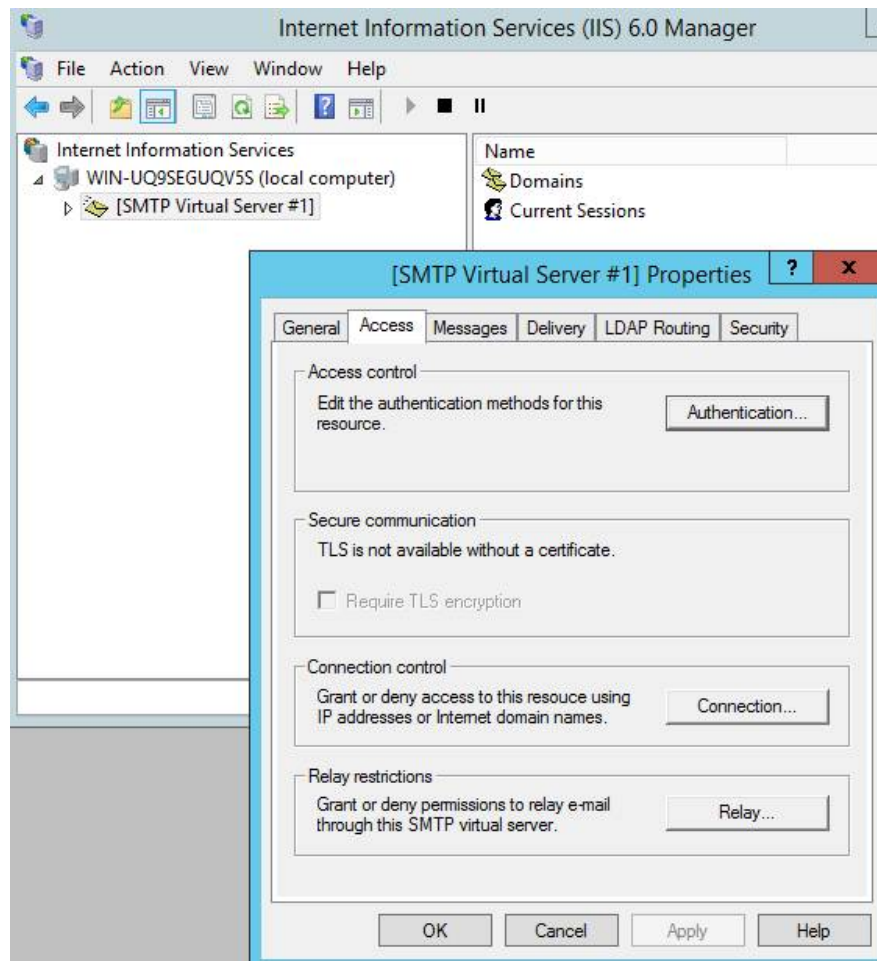 Internet Information Services (IIS) 6.0 Manager
File Action View Window Help
Internet Information Services
WIN-UQ9SEGUQV5S (local computer)
[SMTP Virtual Server #1]
Name
Domains
Current Sessions
[SMTP Virtual Server #1] Properties ? x
General Access Messages Delivery LDAP Routing Security
Access control
Edit the authentication methods for this
resource.
Authentication...
Secure communication
TLS is not available without a certificate.
Require TLS encryption
Connection control
Grant or deny access to this resouce using
IP addresses or Internet domain names.
Connection...
Relay restrictions
Grant or deny permissions to relay e-mail
through this SMTP virtual server.
Relay...
OK Cancel Apply Help